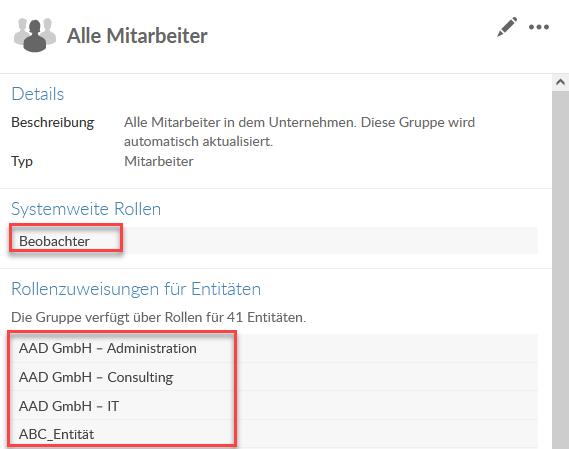 Alle Mitarbeiter
Details
Beschreibung Alle Mitarbeiter in dem Unternehmen. Diese Gruppe wird
automatisch aktualisiert.
Typ Mitarbeiter
Systemweite Rollen
Beobachter
Rollenzuweisungen für Entitäten
Die Gruppe verfügt über Rollen für 41 Entitäten.
AAD GmbH – Administration
AAD GmbH – Consulting
AAD GmbH – IT
ABC_Entität